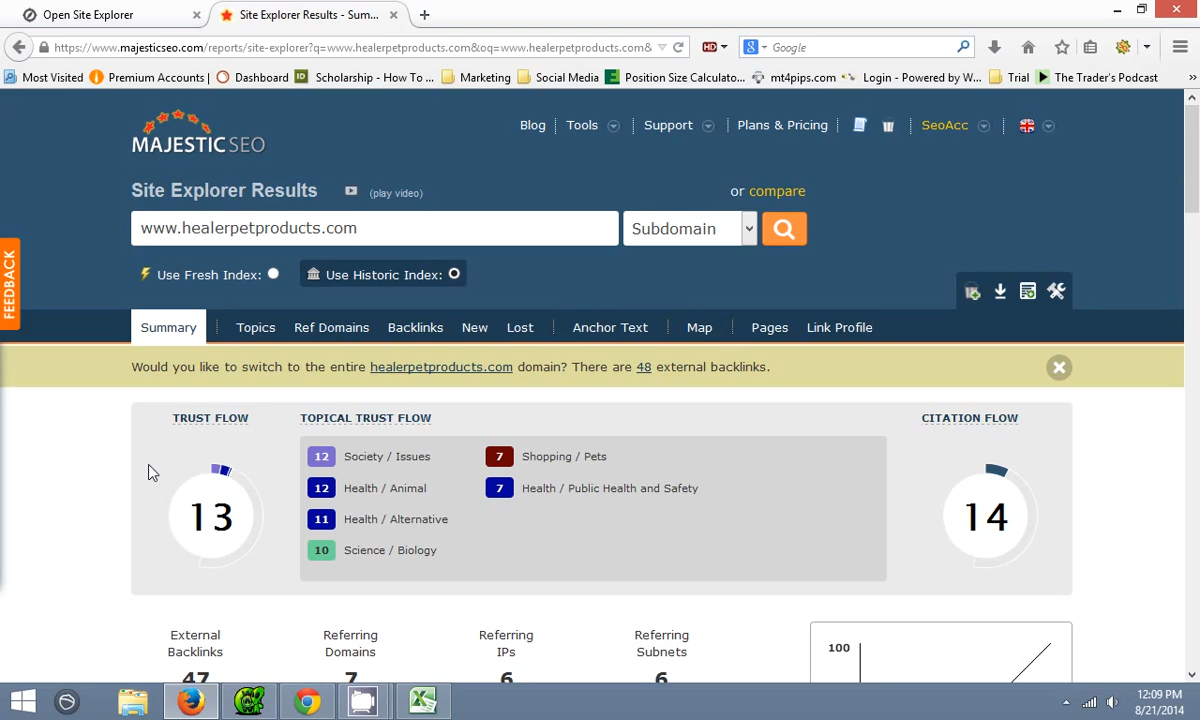 Open Site Explorer × Site Explorer Results - Sum... × +
https://www.majesticseo.com/reports/site-explorer?q=www.healerpetproducts.com&oq=www.healerpetproducts.com& HD Google
Most Visited Premium Accounts | Dashboard ID Scholarship - How To ... Marketing Social Media Position Size Calculato... mt4pips.com Login - Powered by W... Trial The Trader's Podcast »
MAJESTIC SEO
Blog Tools Support Plans & Pricing SeoAcc
Site Explorer Results (play video) or compare
www.healerpetproducts.com Subdomain
Use Fresh Index: Use Historic Index:
FEEDBACK
Summary Topics Ref Domains Backlinks New Lost Anchor Text Map Pages Link Profile
Would you like to switch to the entire healerpetproducts.com domain? There are 48 external backlinks.
TRUST FLOW TOPICAL TRUST FLOW CITATION FLOW
12 Society / Issues 7 Shopping / Pets
12 Health / Animal 7 Health / Public Health and Safety
13 14
11 Health / Alternative
10 Science / Biology
External Backlinks Referring Domains Referring IPs Referring Subnets
47 7 6 6
100
12:09 PM
8/21/2014